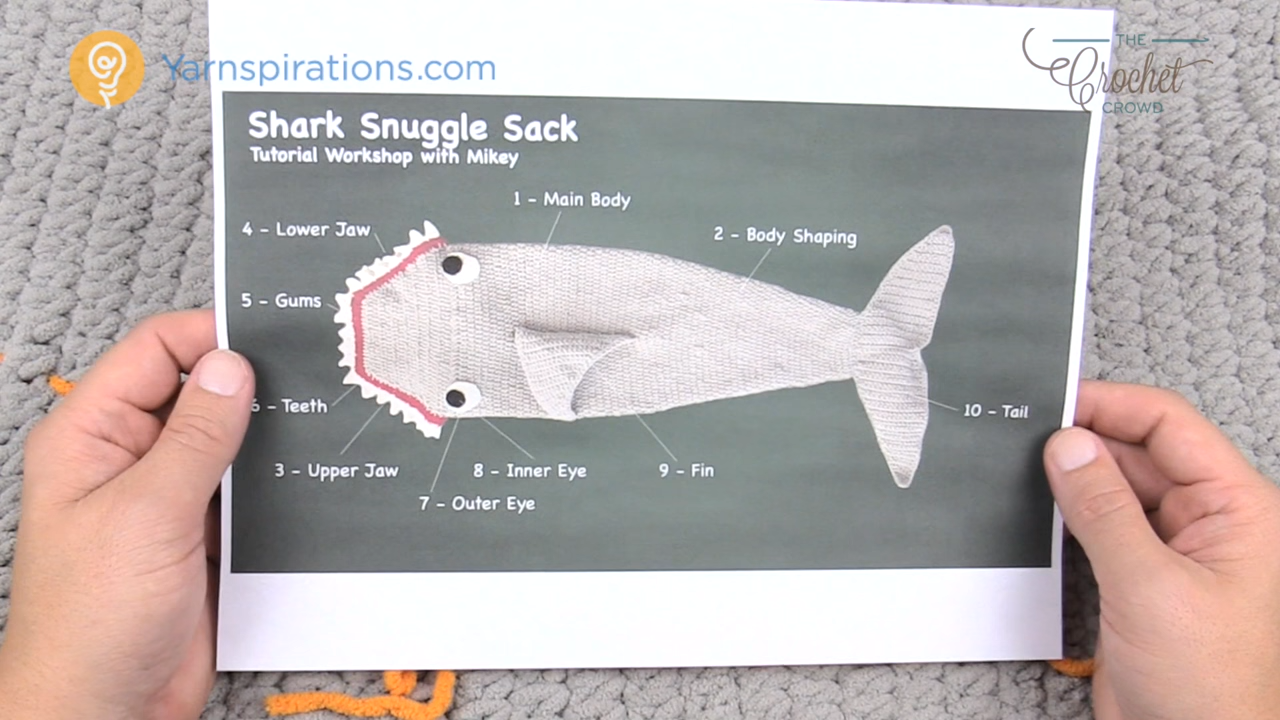 Yarnspirations.com
THE
Crochet
CROWD
Shark Snuggle Sack
Tutorial Workshop with Mikey
1 - Main Body
4 - Lower Jaw
2 - Body Shaping
5 - Gums
6 - Teeth
10 - Tail
3 - Upper Jaw
8 - Inner Eye
9 - Fin
7 - Outer Eye